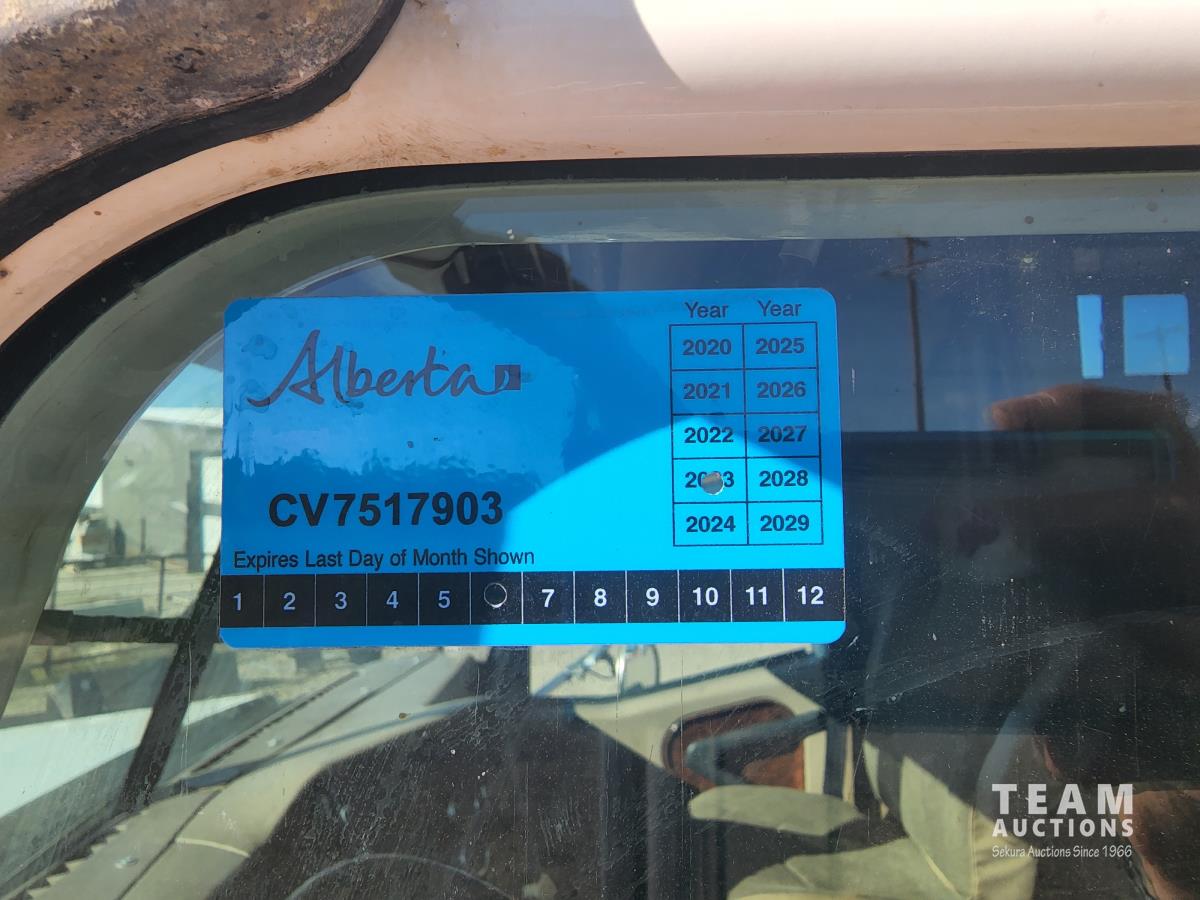 Alberta
Year Year
2020 2025
2021 2026
2022 2027
2028
2024 2029
CV7517903
Expires Last Day of Month Shown
1 2 3 4 5 7 8 9 10 11 12
TEAM
AUCTIONS
Sekura Auctions Since 1966